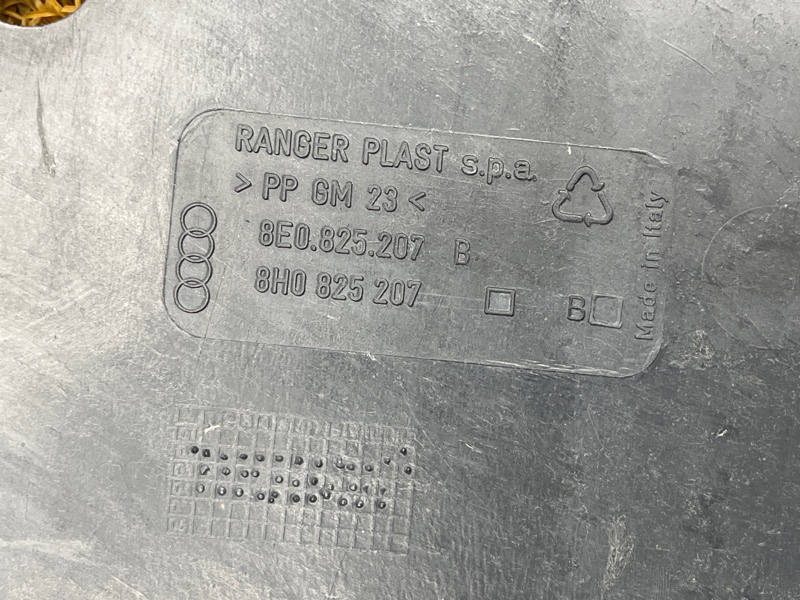 RANGER PLAST s.p.a.
> PP GM 23 <
8E0.825.207 B
8H0 825 207
B
Made in Italy